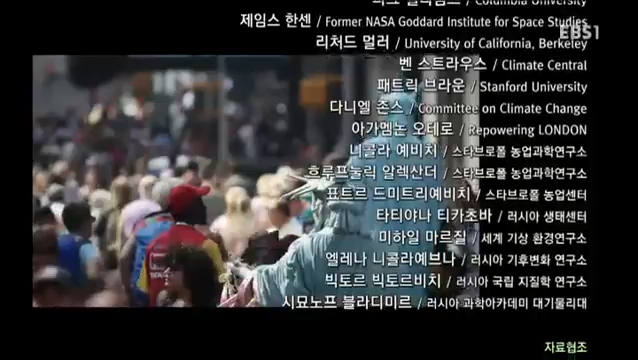 Columbia University
제임스 한센 / Former NASA Goddard Institute for Space Studies
EBS1
리처드 멀러 / University of California, Berkeley
벤 스트라우스 / Climate Central
패트릭 브라운 / Stanford University
다니엘 존스 / Committee on Climate Change
아가멤논 오테로 / Repowering LONDON
니콜라 예비치 / 스타브로폴 농업과학연구소
흐루프눌릭 알렉산더 / 스타브로폴 농업과학연구소
표트르 드미트리예비치 / 스타브로폴 농업센터
타티야나 티카초바 / 러시아 생태센터
미하일 마르질 / 세계 기상 환경연구소
엘레나 니콜라예브나 / 러시아 기후변화 연구소
빅토르 빅토르비치 / 러시아 국립 지질학 연구소
시묘노프 블라디미르 / 러시아 과학아카데미 대기물리대
자료협조